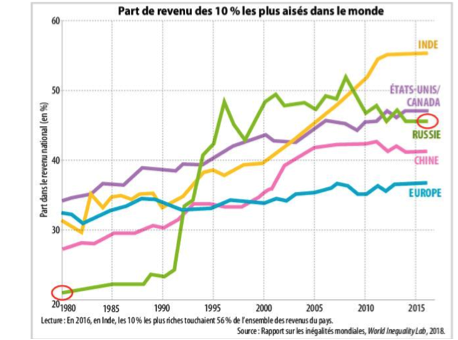 Part de revenu des 10 % les plus aisés dans le monde
Part dans le revenu national (en %)
60
50
40
30
20
INDE
ÉTATS-UNIS/
CANADA
RUSSIE
CHINE
EUROPE
1980 1985 1990 1995 2000 2005 2010 2015
Lecture : En 2016, en Inde, les 10 % les plus riches touchaient 56 % de l'ensemble des revenus du pays.
Source : Rapport sur les inégalités mondiales, World Inequality Lab, 2018.